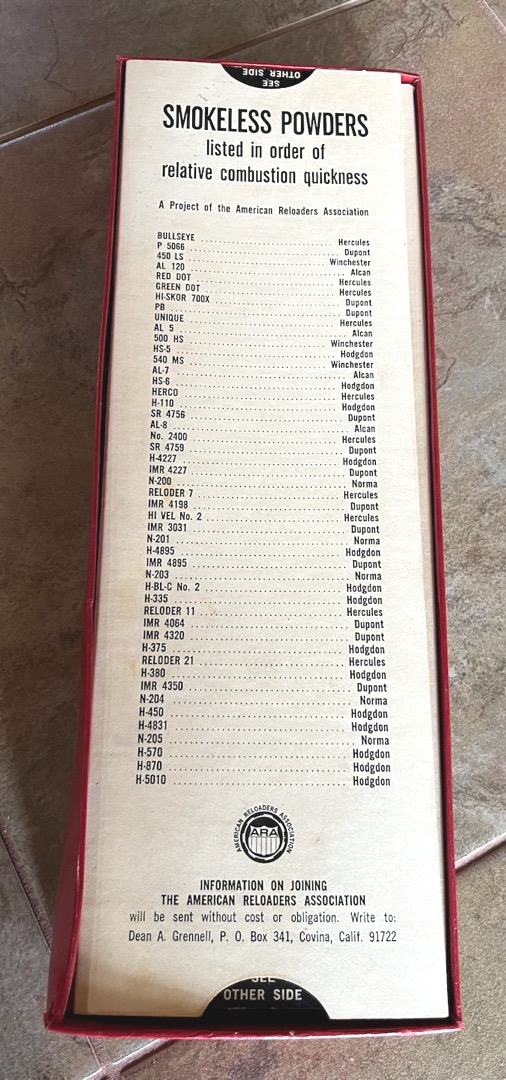 SEE
OTHER SIDE
SMOKELESS POWDERS
listed in order of
relative combustion quickness
A Project of the American Reloaders Association
BULLSEYE Hercules
P 5066 Dupont
450 LS Winchester
AL 120 Alcan
RED DOT Hercules
GREEN DOT Hercules
HI-SKOR 700X Dupont
PB Dupont
UNIQUE Hercules
AL 5 Alcan
500 HS Winchester
HS-5 Hodgdon
540 MS Winchester
AL-7 Alcan
HS-6 Hodgdon
HERCO Hercules
H-110 Hodgdon
SR 4756 Dupont
AL-8 Alcan
No. 2400 Hercules
SR 4759 Dupont
H-4227 Hodgdon
IMR 4227 Dupont
N-200 Norma
RELODER 7 Hercules
IMR 4198 Dupont
HI VEL No. 2 Hercules
IMR 3031 Dupont
N-201 Norma
H-4895 Hodgdon
IMR 4895 Dupont
N-203 Norma
H-BL-C No. 2 Hodgdon
H-335 Hodgdon
RELODER 11 Hercules
IMR 4064 Dupont
IMR 4320 Dupont
H-375 Hodgdon
RELODER 21 Hercules
H-380 Hodgdon
IMR 4350 Dupont
N-204 Norma
H-450 Hodgdon
H-4831 Hodgdon
N-205 Norma
H-570 Hodgdon
H-870 Hodgdon
H-5010 Hodgdon
AMERICAN RELOADERS ASSOCIATION
ARA
INFORMATION ON JOINING
THE AMERICAN RELOADERS ASSOCIATION
will be sent without cost or obligation. Write to:
Dean A. Grennell, P. O. Box 341, Covina, Calif. 91722
SEE
OTHER SIDE